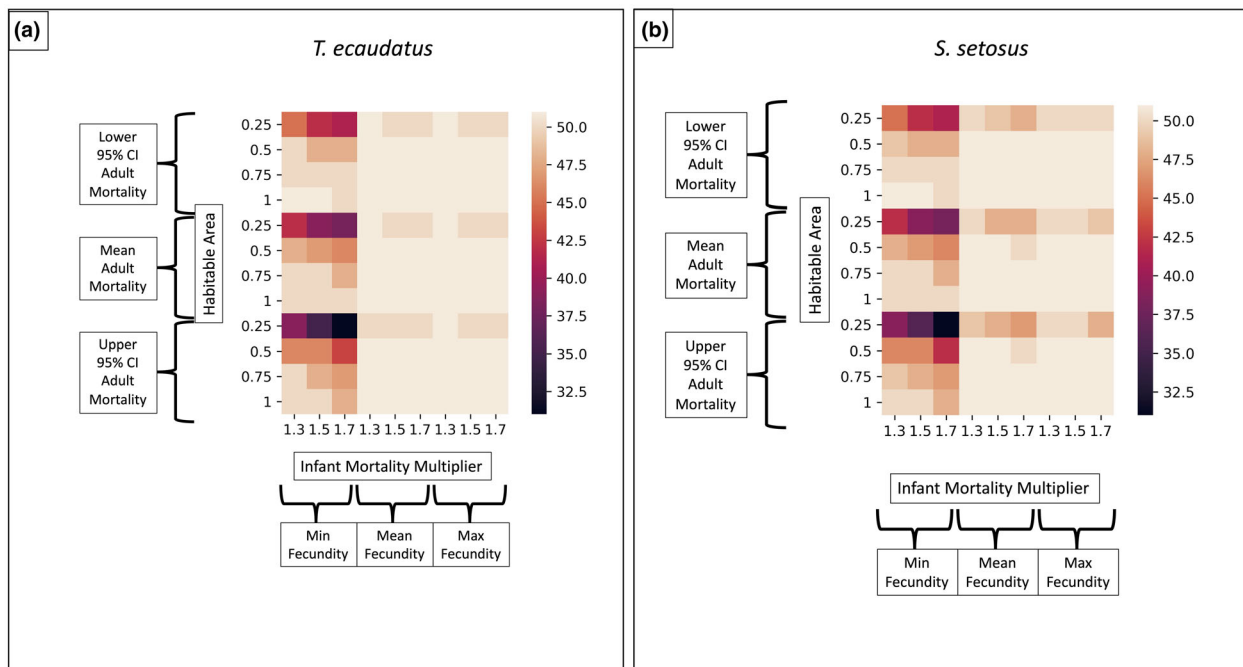 (a)
T. ecaudatus
Lower
95% CI
Adult
Mortality
Mean
Adult
Mortality
Upper
95% CI
Adult
Mortality
Habitable Area
0.25
0.5
0.75
1
0.25
0.5
0.75
1
0.25
0.5
0.75
1
1.3 1.5 1.7 1.3 1.5 1.7 1.3 1.5 1.7
50.0
47.5
45.0
42.5
40.0
37.5
35.0
32.5
Infant Mortality Multiplier
Min
Fecundity
Mean
Fecundity
Max
Fecundity
(b)
S. setosus
Lower
95% CI
Adult
Mortality
Mean
Adult
Mortality
Upper
95% CI
Adult
Mortality
Habitable Area
0.25
0.5
0.75
1
0.25
0.5
0.75
1
0.25
0.5
0.75
1
1.3 1.5 1.7 1.3 1.5 1.7 1.3 1.5 1.7
50.0
47.5
45.0
42.5
40.0
37.5
35.0
32.5
Infant Mortality Multiplier
Min
Fecundity
Mean
Fecundity
Max
Fecundity